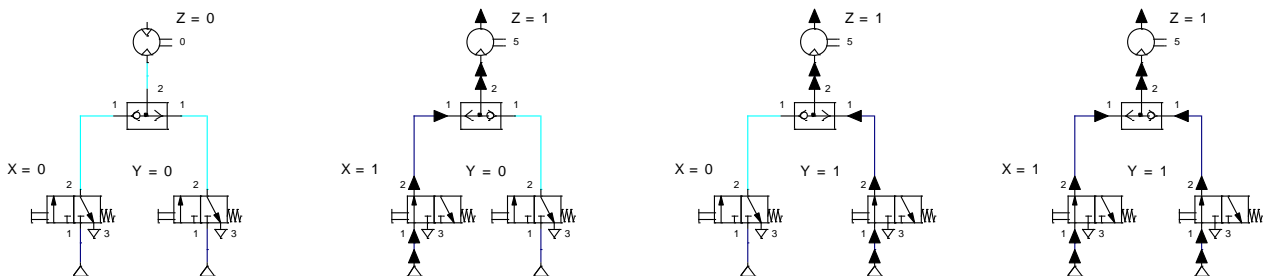 Z = 0 Z = 1 Z = 1 Z = 1
0 5 5 5
2 2 2 2
1 1 1 1 1 1 1 1
X = 0 Y = 0 X = 1 Y = 0 X = 0 Y = 1 X = 1 Y = 1
2 2 2 2 2 2 2 2
1 3 1 3 1 3 1 3 1 3 1 3 1 3 1 3